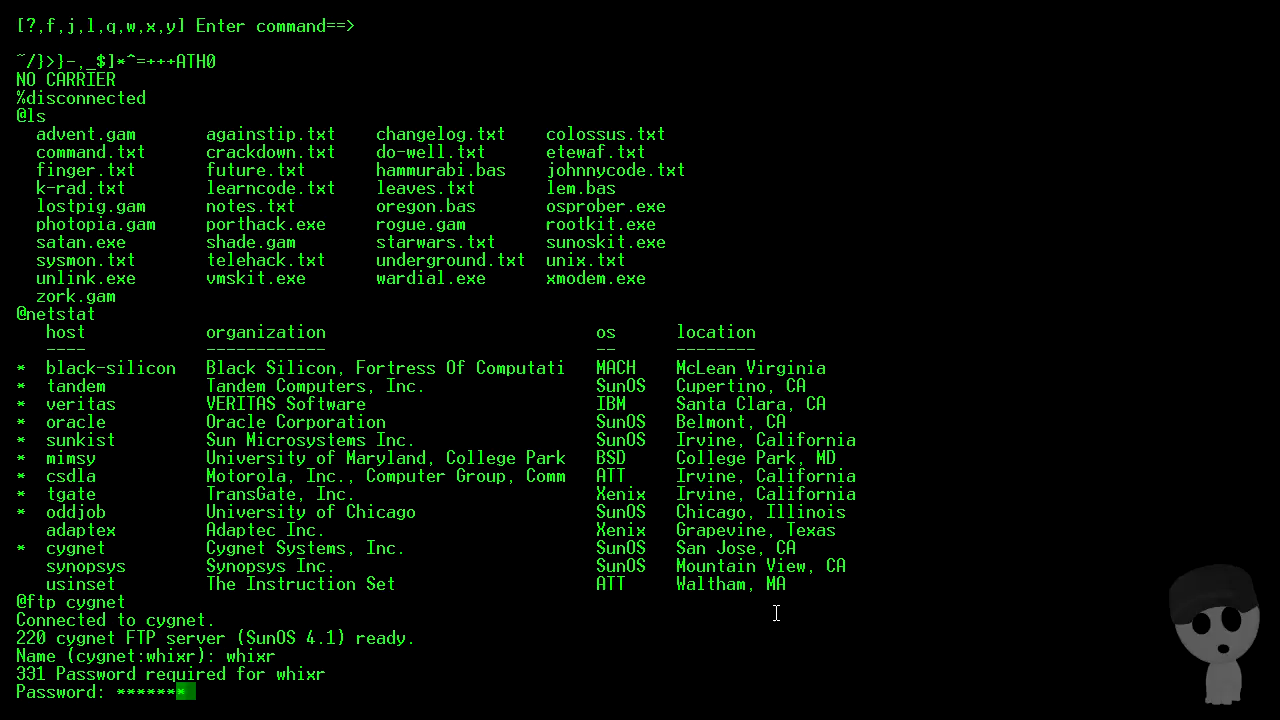 [?,f,j,l,q,w,x,y] Enter command==>
~/}>}-,_$]*^=+++ATH0
NO CARRIER
%disconnected
@ls
advent.gam againstip.txt changelog.txt colossus.txt
command.txt crackdown.txt do-well.txt etewaf.txt
finger.txt future.txt hammurabi.bas johnnycode.txt
k-rad.txt learncode.txt leaves.txt lem.bas
lostpig.gam notes.txt oregon.bas osprober.exe
photopia.gam porthack.exe rogue.gam rootkit.exe
satan.exe shade.gam starwars.txt sunoskit.exe
sysmon.txt telehack.txt underground.txt unix.txt
unlink.exe vmskit.exe wardial.exe xmodem.exe
zork.gam
@netstat
host organization os location
---- ------------ -- --------
* black-silicon Black Silicon, Fortress Of Computati MACH McLean Virginia
* tandem Tandem Computers, Inc. SunOS Cupertino, CA
* veritas VERITAS Software IBM Santa Clara, CA
* oracle Oracle Corporation SunOS Belmont, CA
* sunkist Sun Microsystems Inc. SunOS Irvine, California
* mimsy University of Maryland, College Park BSD College Park, MD
* csdla Motorola, Inc., Computer Group, Comm ATT Irvine, California
* tgate TransGate, Inc. Xenix Irvine, California
* oddjob University of Chicago SunOS Chicago, Illinois
adaptex Adaptec Inc. Xenix Grapevine, Texas
* cygnet Cygnet Systems, Inc. SunOS San Jose, CA
synopsys Synopsys Inc. SunOS Mountain View, CA
usinset The Instruction Set ATT Waltham, MA
@ftp cygnet
Connected to cygnet.
220 cygnet FTP server (SunOS 4.1) ready.
Name (cygnet:whixr): whixr
331 Password required for whixr
Password: *******